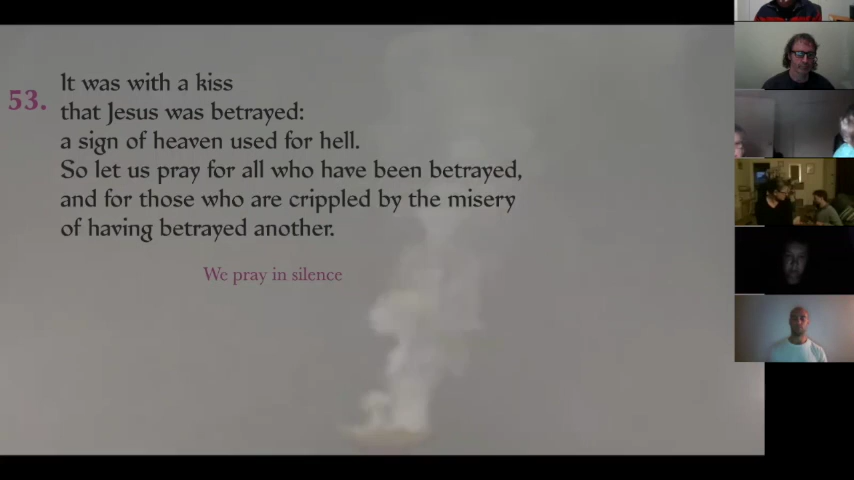 53.
It was with a kiss
that Jesus was betrayed:
a sign of heaven used for hell.
So let us pray for all who have been betrayed,
and for those who are crippled by the misery
of having betrayed another.
We pray in silence